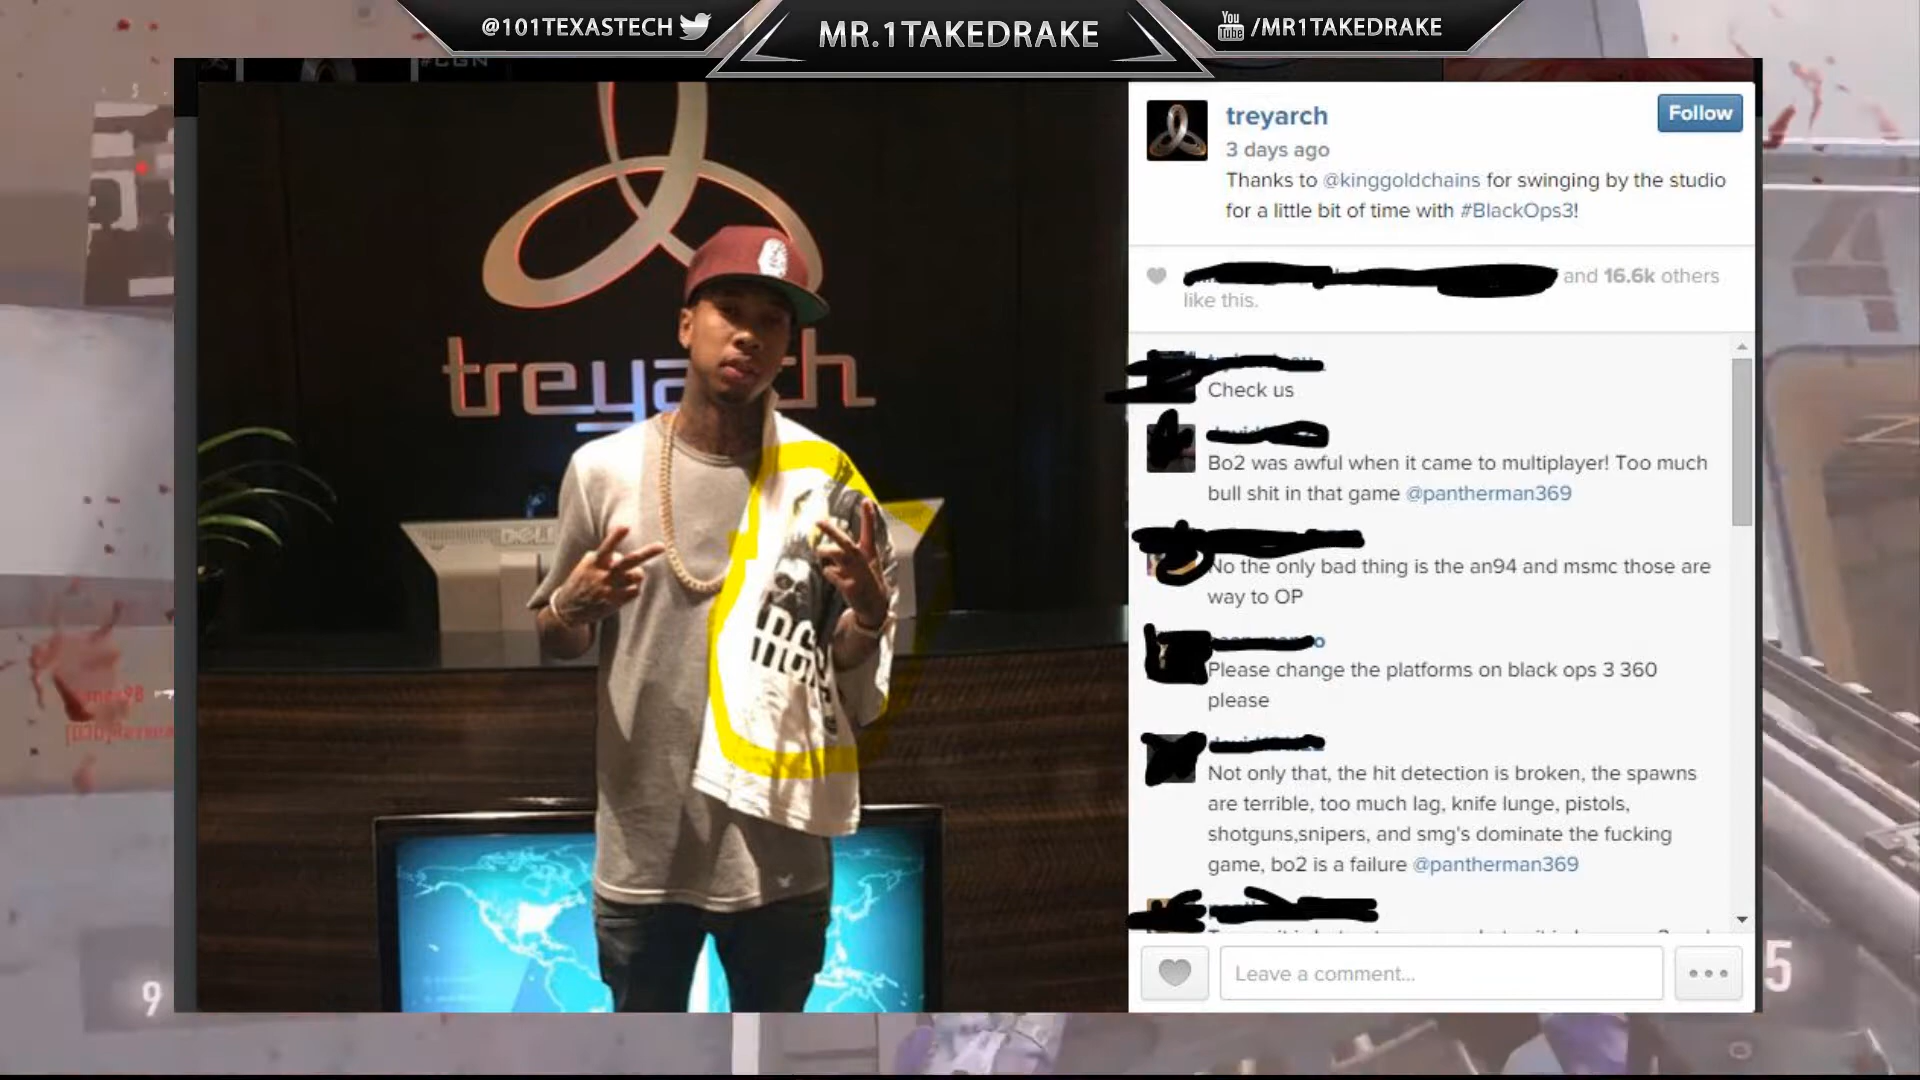 @101TEXASTECH
MR.1TAKEDRAKE
You Tube /MR1TAKEDRAKE
#CGN
treyarch
Follow
3 days ago
Thanks to @kinggoldchains for swinging by the studio
for a little bit of time with #BlackOps3!
and 16.6k others
like this.
Check us
Bo2 was awful when it came to multiplayer! Too much
bull shit in that game @pantherman369
No the only bad thing is the an94 and msmc those are
way to OP
Please change the platforms on black ops 3 360
please
Not only that, the hit detection is broken, the spawns
are terrible, too much lag, knife lunge, pistols,
shotguns,snipers, and smg's dominate the fucking
game, bo2 is a failure @pantherman369
Leave a comment...
DELL
9
5